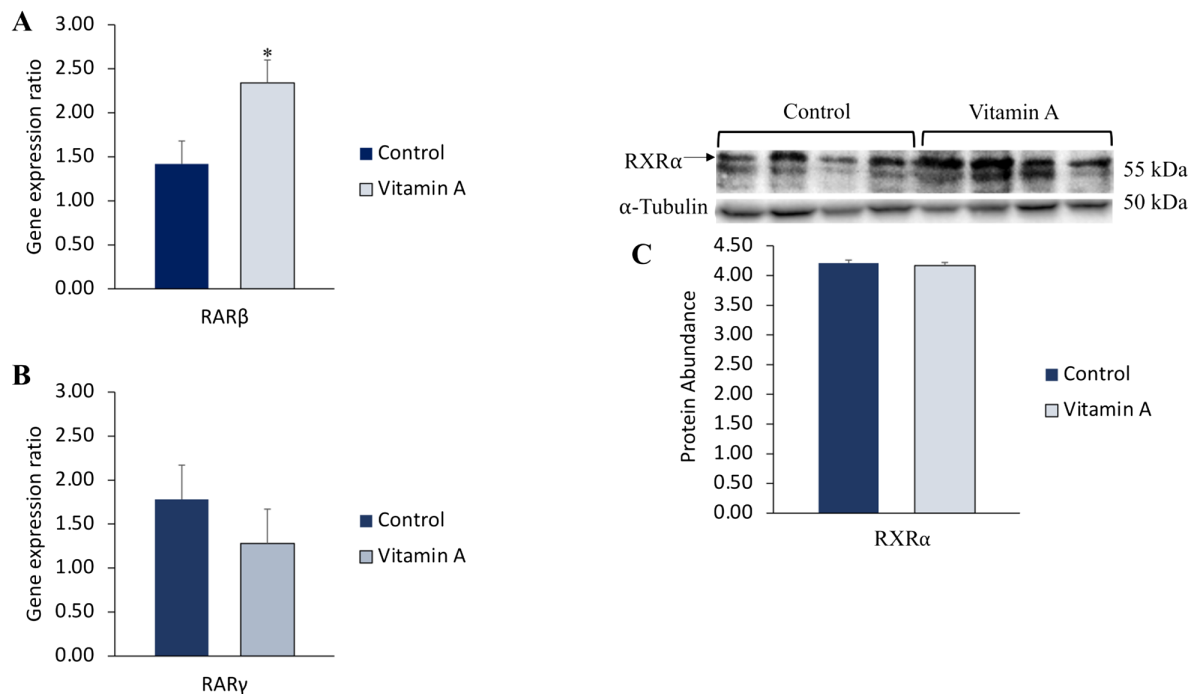 A
3.00
2.50
2.00
1.50
1.00
0.50
0.00
Gene expression ratio
*
RARβ
Control
Vitamin A
B
3.00
2.50
2.00
1.50
1.00
0.50
0.00
Gene expression ratio
RARγ
Control
Vitamin A
Control Vitamin A
RXRα 55 kDa
α-Tubulin 50 kDa
C
4.50
4.00
3.50
3.00
2.50
2.00
1.50
1.00
0.50
0.00
Protein Abundance
RXRα
Control
Vitamin A